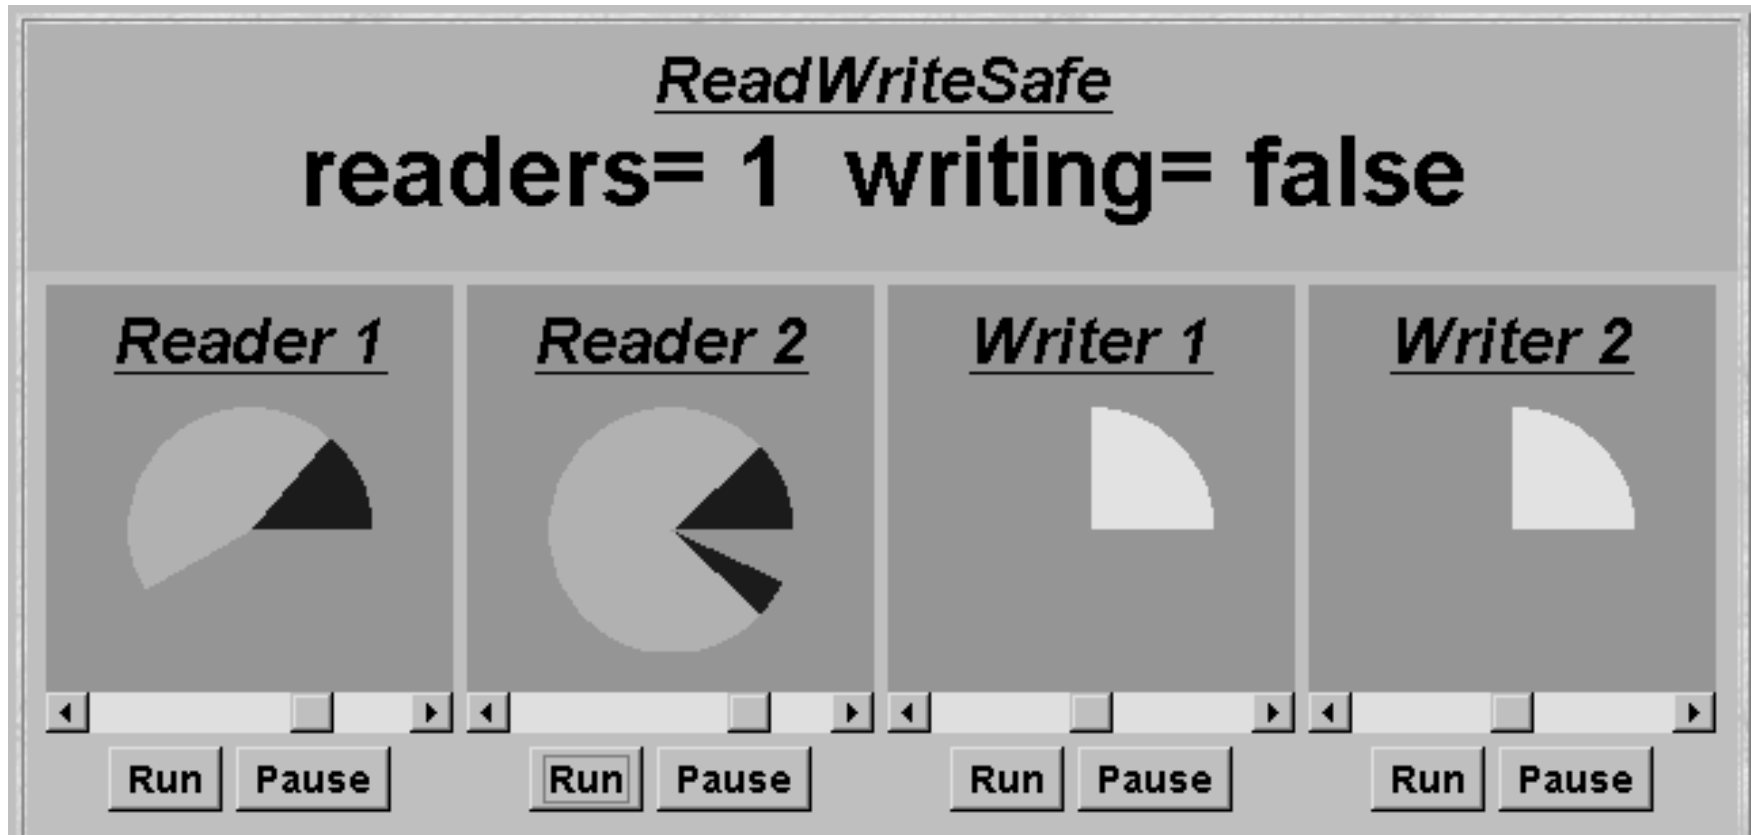 ReadWriteSafe
readers= 1 writing= false
Reader 1 Reader 2 Writer 1 Writer 2
Run Pause Run Pause Run Pause Run Pause